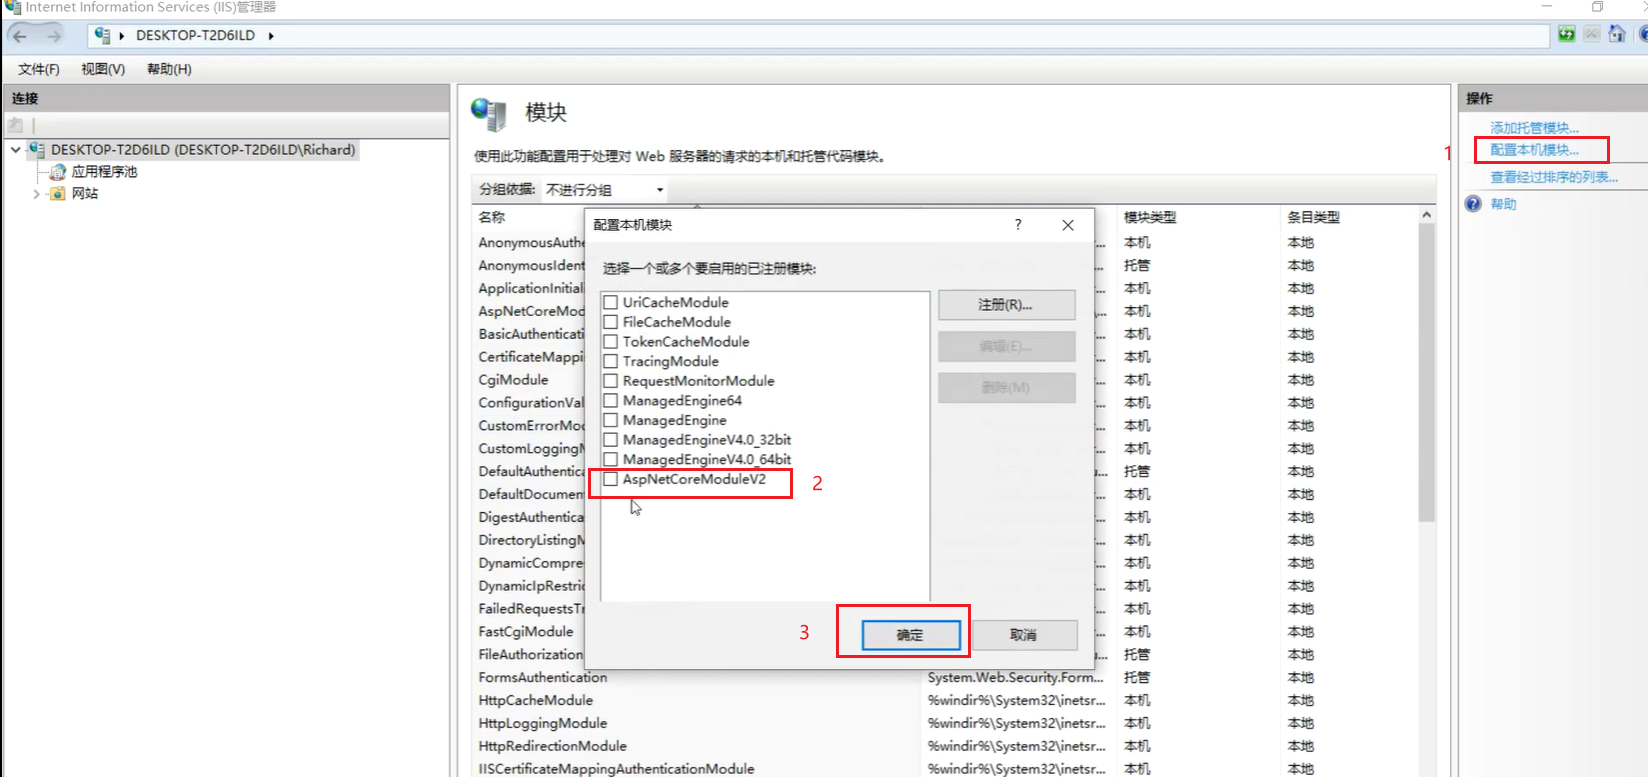 Internet Information Services (IIS)管理器
DESKTOP-T2D6ILD
文件(F) 视图(V) 帮助(H)
连接
DESKTOP-T2D6ILD (DESKTOP-T2D6ILD\Richard)
应用程序池
网站
模块
使用此功能配置用于处理对 Web 服务器的请求的本机和托管代码模块。
分组依据: 不进行分组
名称 模块类型 条目类型
AnonymousAuthe 本机 本地
AnonymousIdent 托管 本地
ApplicationInitiali 本机 本地
AspNetCoreMod 本机 本地
BasicAuthenticati 本机 本地
CertificateMappi 本机 本地
CgiModule 本机 本地
ConfigurationVal 本机 本地
CustomErrorMod 本机 本地
CustomLoggingM 本机 本地
DefaultAuthentica 托管 本地
DefaultDocumen 本机 本地
DigestAuthentica 本机 本地
DirectoryListingM 本机 本地
DynamicCompre 本机 本地
DynamicIpRestric 本机 本地
FailedRequestsTr 本机 本地
FastCgiModule 本机 本地
FileAuthorization 托管 本地
FormsAuthentication System.Web.Security.Form... 托管 本地
HttpCacheModule %windir%\System32\inetsr... 本机 本地
HttpLoggingModule %windir%\System32\inetsr... 本机 本地
HttpRedirectionModule %windir%\System32\inetsr... 本机 本地
IISCertificateMappingAuthenticationModule %windir%\System32\inetsr... 本机 本地
配置本机模块 ?
选择一个或多个要启用的已注册模块:
UriCacheModule
FileCacheModule
TokenCacheModule
TracingModule
RequestMonitorModule
ManagedEngine64
ManagedEngine
ManagedEngineV4.0_32bit
ManagedEngineV4.0_64bit
AspNetCoreModuleV2
2
注册(R)...
编辑(E)...
删除(M)
3
确定
取消
操作
添加托管模块...
1
配置本机模块...
查看经过排序的列表...
帮助